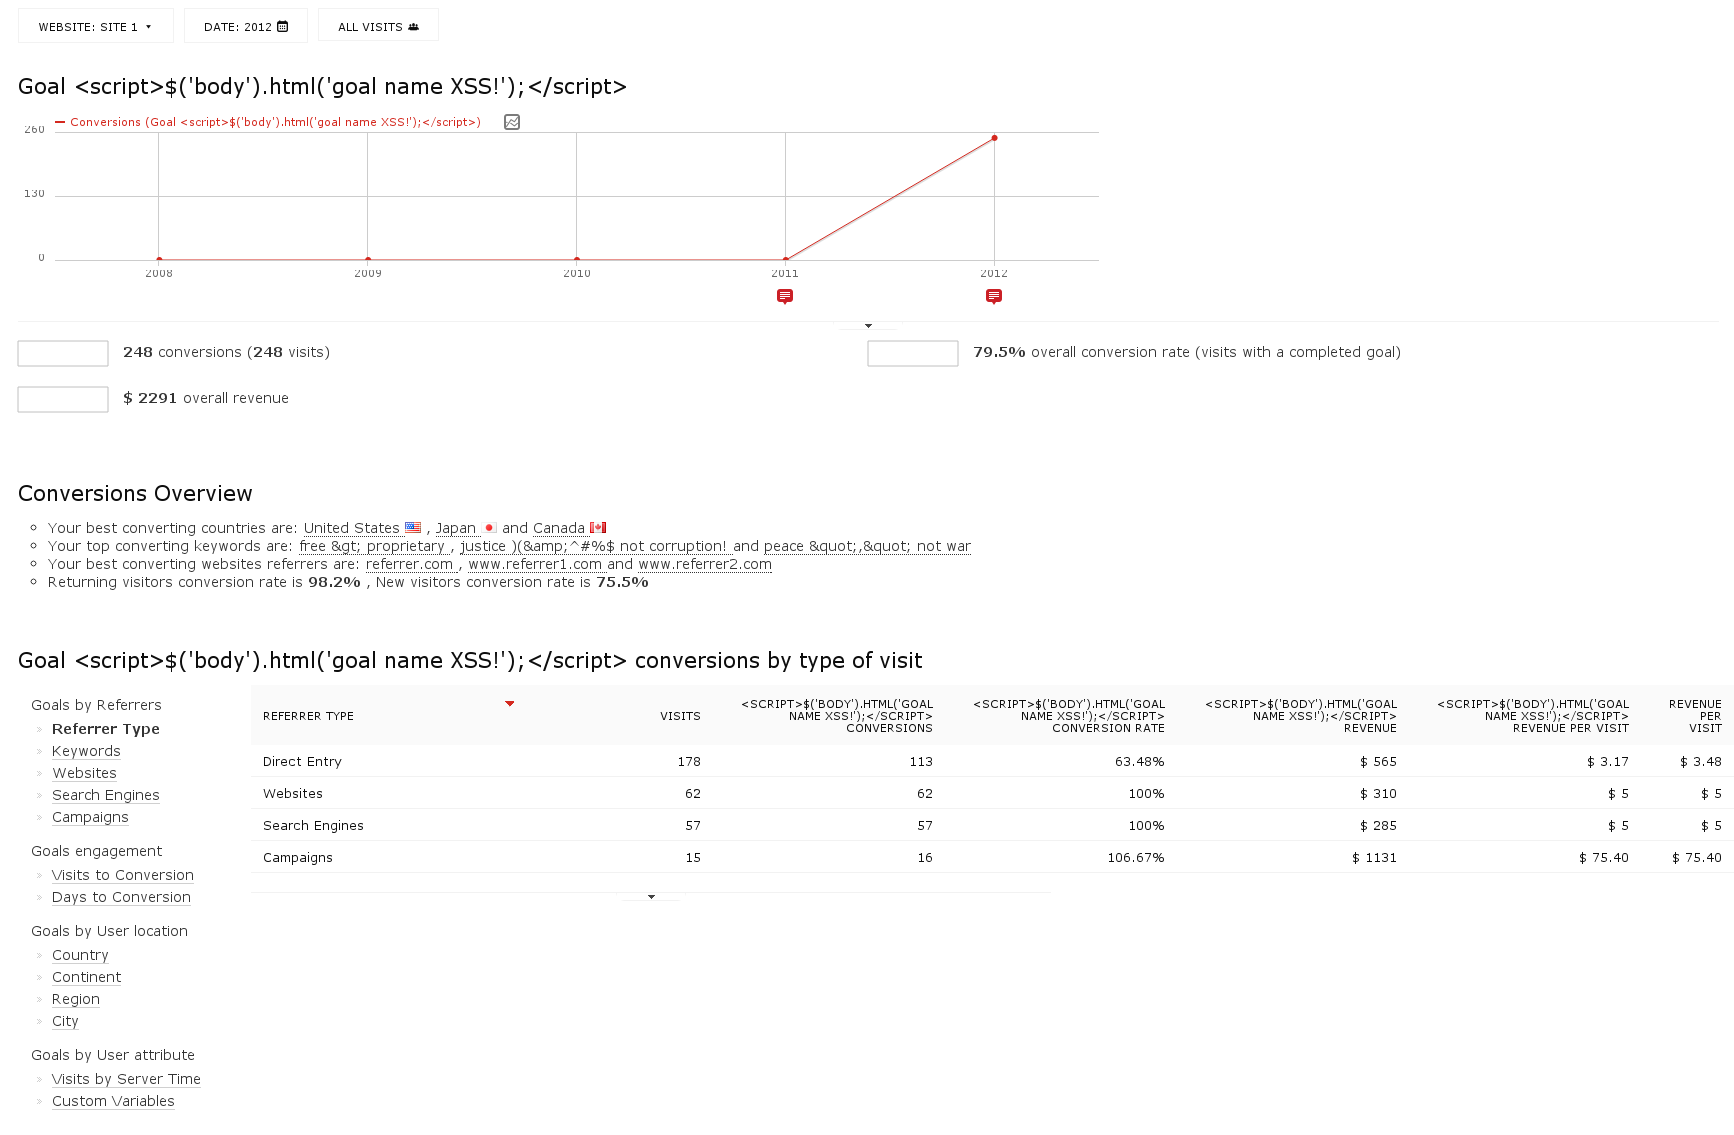 WEBSITE: SITE 1 DATE: 2012 ALL VISITS
Goal <script>$('body').html('goal name XSS!');</script>
Conversions (Goal <script>$('body').html('goal name XSS!');</script>)
260
130
0
2008 2009 2010 2011 2012
248 conversions (248 visits) 79.5% overall conversion rate (visits with a completed goal)
$ 2291 overall revenue
Conversions Overview
Your best converting countries are: United States , Japan and Canada
Your top converting keywords are: free &gt; proprietary , justice )(&amp;^#%$ not corruption! and peace &quot;,&quot; not war
Your best converting websites referrers are: referrer.com , www.referrer1.com and www.referrer2.com
Returning visitors conversion rate is 98.2% , New visitors conversion rate is 75.5%
Goal <script>$('body').html('goal name XSS!');</script> conversions by type of visit
Goals by Referrers
» Referrer Type
» Keywords
» Websites
» Search Engines
» Campaigns
Goals engagement
» Visits to Conversion
» Days to Conversion
Goals by User location
» Country
» Continent
» Region
» City
Goals by User attribute
» Visits by Server Time
» Custom Variables
<SCRIPT>$('BODY').HTML('GOAL <SCRIPT>$('BODY').HTML('GOAL <SCRIPT>$('BODY').HTML('GOAL <SCRIPT>$('BODY').HTML('GOAL REVENUE
REFERRER TYPE VISITS NAME XSS!');</SCRIPT> NAME XSS!');</SCRIPT> NAME XSS!');</SCRIPT> NAME XSS!');</SCRIPT> PER
CONVERSIONS CONVERSION RATE REVENUE REVENUE PER VISIT VISIT
Direct Entry 178 113 63.48% $ 565 $ 3.17 $ 3.48
Websites 62 62 100% $ 310 $ 5 $ 5
Search Engines 57 57 100% $ 285 $ 5 $ 5
Campaigns 15 16 106.67% $ 1131 $ 75.40 $ 75.40